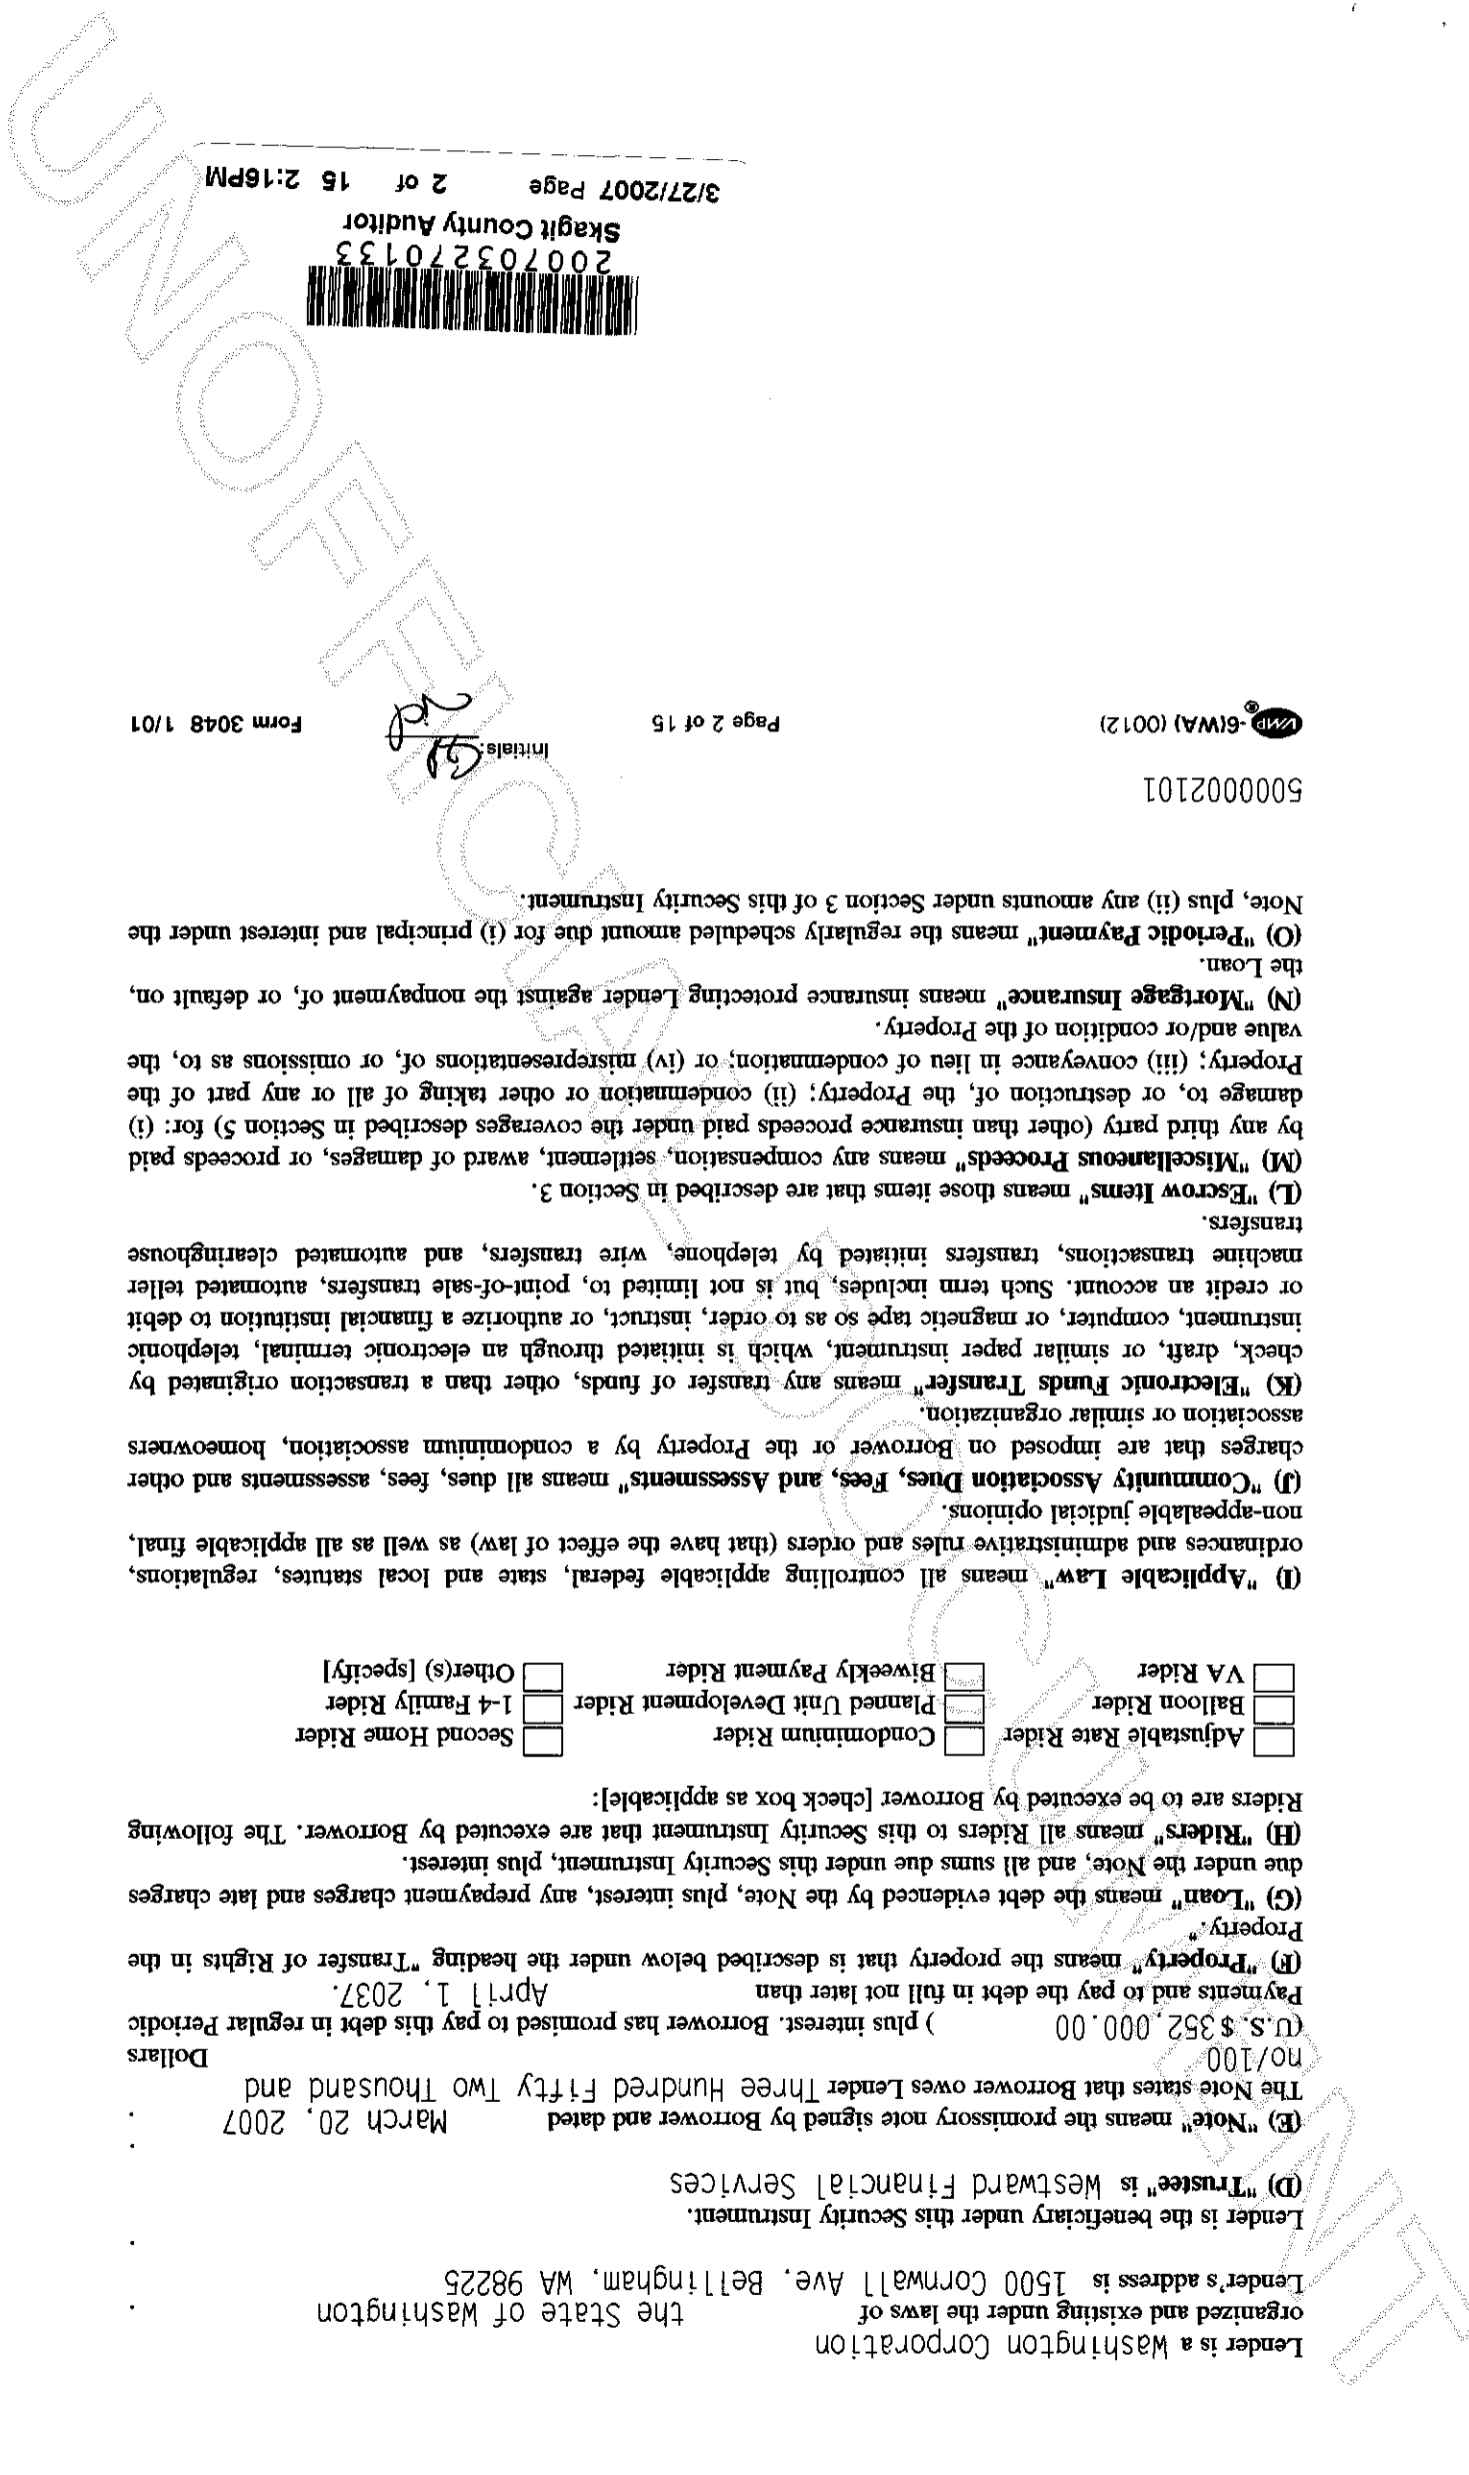 Lender is a Washington Corporation
organized and existing under the laws of the State of Washington .
Lender's address is 1500 Cornwall Ave. Bellingham, WA 98225
.
Lender is the beneficiary under this Security Instrument.
(D) "Trustee" is Westward Financial Services
.
(E) "Note" means the promissory note signed by Borrower and dated March 20, 2007 .
The Note states that Borrower owes Lender Three Hundred Fifty Two Thousand and
no/100 Dollars
(U.S. $352,000.00 ) plus interest. Borrower has promised to pay this debt in regular Periodic
Payments and to pay the debt in full not later than April 1, 2037.
(F) "Property" means the property that is described below under the heading "Transfer of Rights in the
Property."
(G) "Loan" means the debt evidenced by the Note, plus interest, any prepayment charges and late charges
due under the Note, and all sums due under this Security Instrument, plus interest.
(H) "Riders" means all Riders to this Security Instrument that are executed by Borrower. The following
Riders are to be executed by Borrower [check box as applicable]:
Adjustable Rate Rider Condominium Rider Second Home Rider
Balloon Rider Planned Unit Development Rider 1-4 Family Rider
VA Rider Biweekly Payment Rider Other(s) [specify]
(I) "Applicable Law" means all controlling applicable federal, state and local statutes, regulations,
ordinances and administrative rules and orders (that have the effect of law) as well as all applicable final,
non-appealable judicial opinions.
(J) "Community Association Dues, Fees, and Assessments" means all dues, fees, assessments and other
charges that are imposed on Borrower or the Property by a condominium association, homeowners
association or similar organization.
(K) "Electronic Funds Transfer" means any transfer of funds, other than a transaction originated by
check, draft, or similar paper instrument, which is initiated through an electronic terminal, telephonic
instrument, computer, or magnetic tape so as to order, instruct, or authorize a financial institution to debit
or credit an account. Such term includes, but is not limited to, point-of-sale transfers, automated teller
machine transactions, transfers initiated by telephone, wire transfers, and automated clearinghouse
transfers.
(L) "Escrow Items" means those items that are described in Section 3.
(M) "Miscellaneous Proceeds" means any compensation, settlement, award of damages, or proceeds paid
by any third party (other than insurance proceeds paid under the coverages described in Section 5) for: (i)
damage to, or destruction of, the Property; (ii) condemnation or other taking of all or any part of the
Property; (iii) conveyance in lieu of condemnation; or (iv) misrepresentations of, or omissions as to, the
value and/or condition of the Property.
(N) "Mortgage Insurance" means insurance protecting Lender against the nonpayment of, or default on,
the Loan.
(O) "Periodic Payment" means the regularly scheduled amount due for (i) principal and interest under the
Note, plus (ii) any amounts under Section 3 of this Security Instrument.
500002101
Initials:
VMP®-6(WA) (0012) Page 2 of 15 Form 3048 1/01
200703270133
Skagit County Auditor
3/27/2007 Page 2 of 15 2:16PM
UNOFFICIAL DOCUMENT